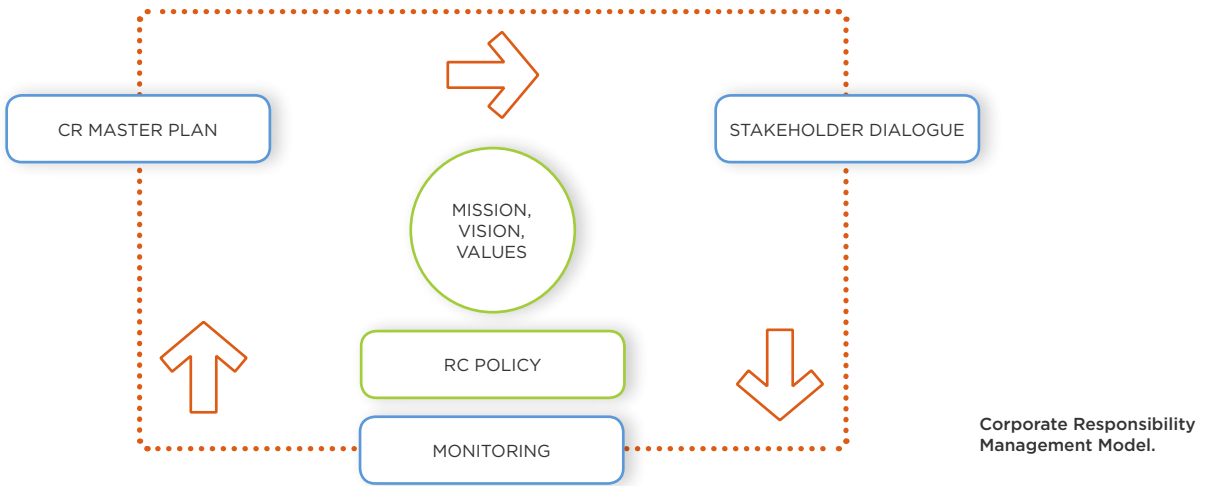 CR MASTER PLAN
STAKEHOLDER DIALOGUE
MISSION,
VISION,
VALUES
RC POLICY
MONITORING
Corporate Responsibility
Management Model.